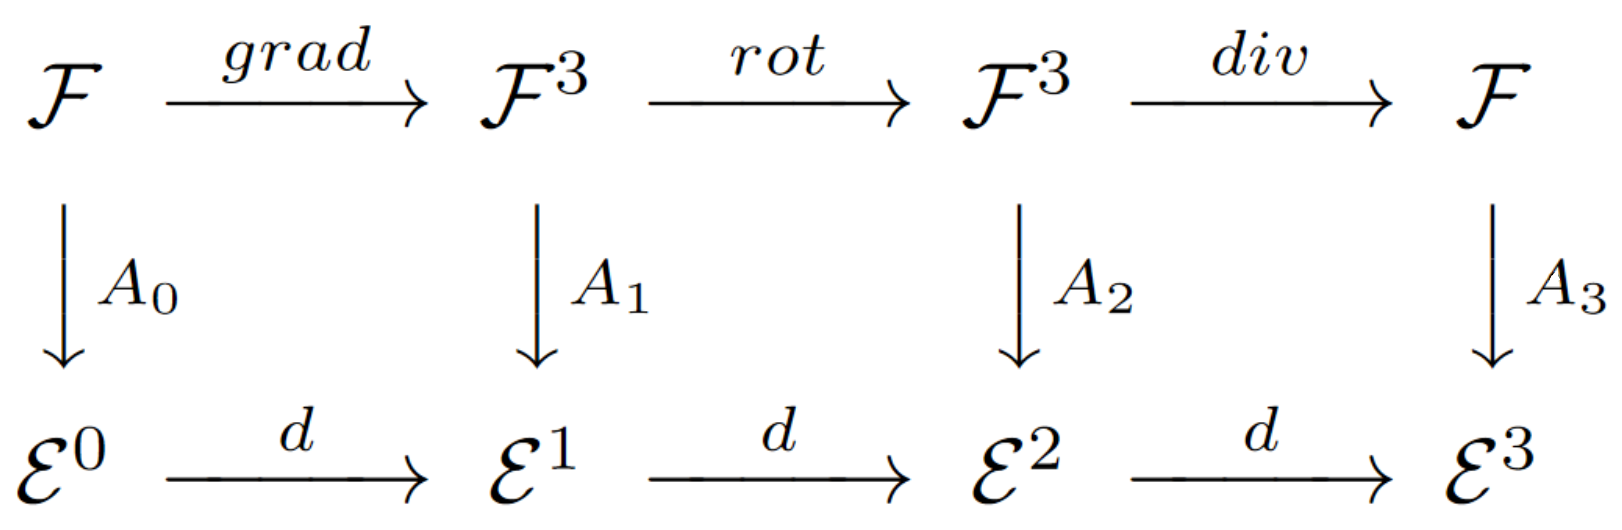 grad rot div
ℱ ℱ³ ℱ³ ℱ
A₀ A₁ A₂ A₃
d d d
ℰ⁰ ℰ¹ ℰ² ℰ³